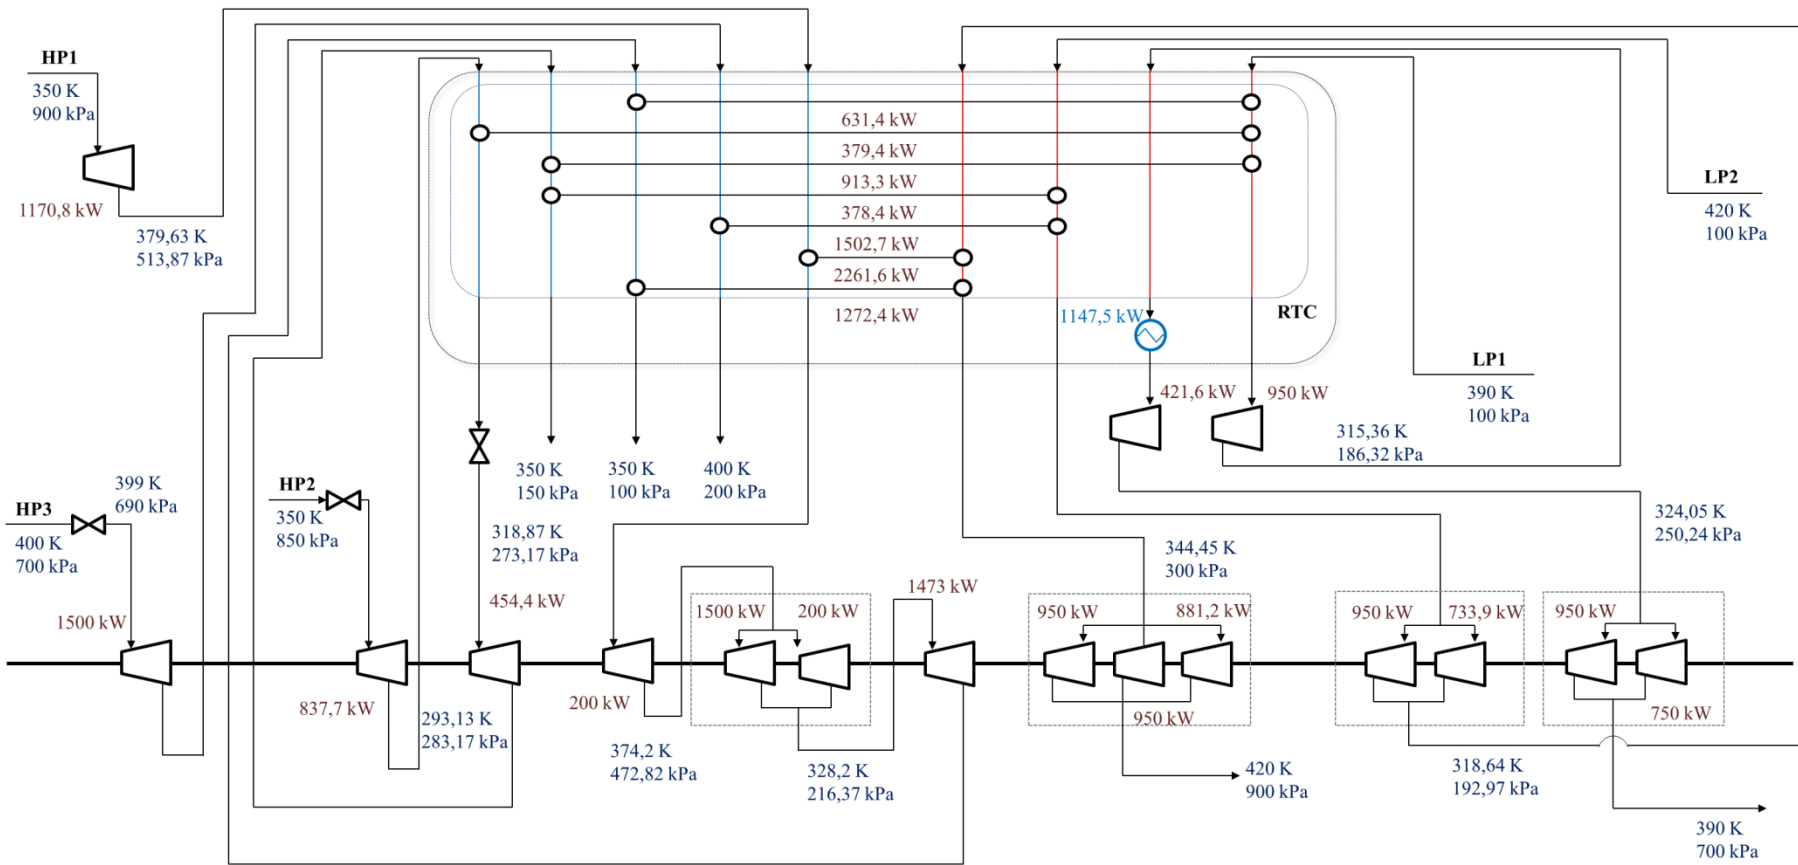 HP1
350 K
900 kPa
1170,8 kW
379,63 K
513,87 kPa
631,4 kW
379,4 kW
913,3 kW
378,4 kW
1502,7 kW
2261,6 kW
1272,4 kW
1147,5 kW
RTC
LP2
420 K
100 kPa
LP1
390 K
100 kPa
421,6 kW
950 kW
315,36 K
186,32 kPa
350 K
150 kPa
350 K
100 kPa
400 K
200 kPa
HP3
400 K
700 kPa
399 K
690 kPa
HP2
350 K
850 kPa
318,87 K
273,17 kPa
344,45 K
300 kPa
324,05 K
250,24 kPa
1500 kW
454,4 kW
1500 kW
200 kW
1473 kW
950 kW
881,2 kW
950 kW
733,9 kW
950 kW
837,7 kW
293,13 K
283,17 kPa
200 kW
374,2 K
472,82 kPa
328,2 K
216,37 kPa
950 kW
420 K
900 kPa
318,64 K
192,97 kPa
750 kW
390 K
700 kPa